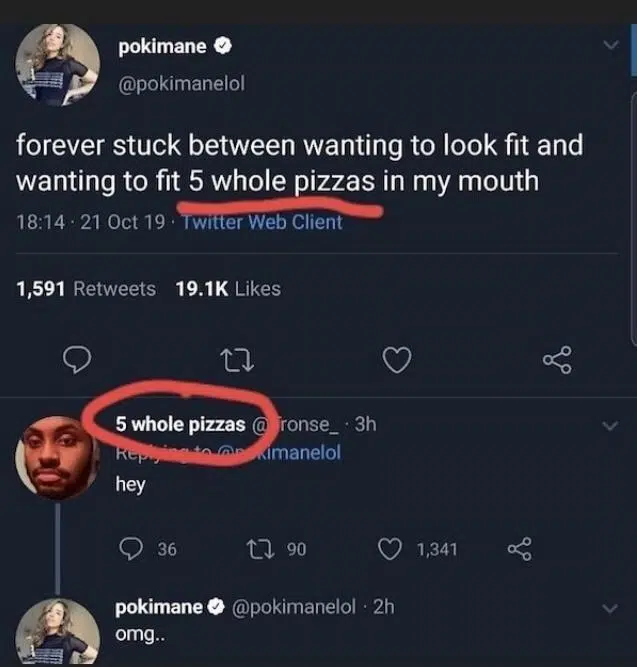 pokimane
@pokimanelol
forever stuck between wanting to look fit and
wanting to fit 5 whole pizzas in my mouth
18:14 · 21 Oct 19 · Twitter Web Client
1,591 Retweets 19.1K Likes
5 whole pizzas · 3h
@pokimanelol
hey
36 90 1,341
pokimane @pokimanelol · 2h
omg..